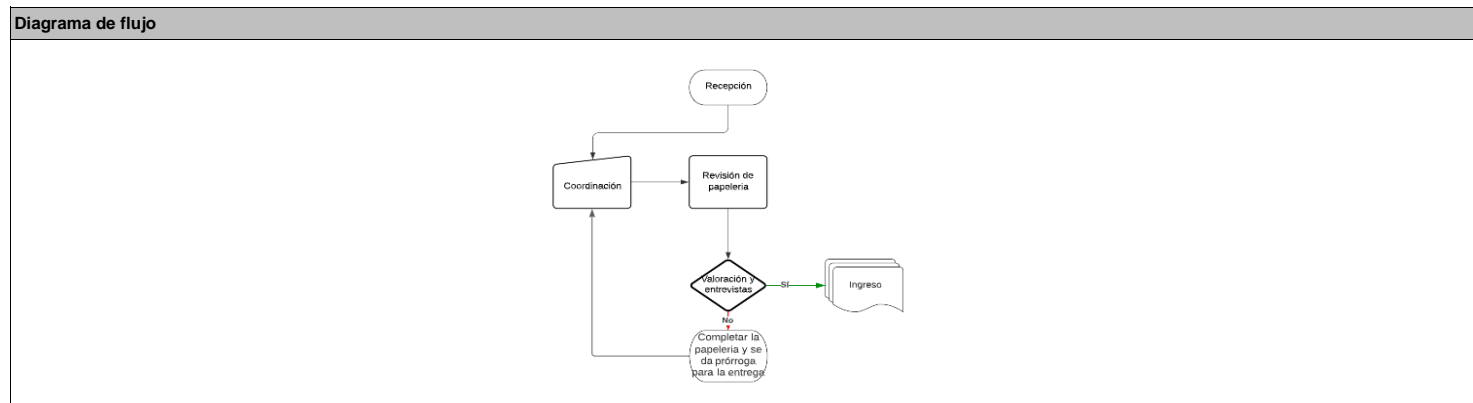 Diagrama de flujo
Recepción
Coordinación
Revisión de
papelería
Valoración y
entrevistas
Sí
Ingreso
No
Completar la
papelería y se
da prórroga
para la entrega